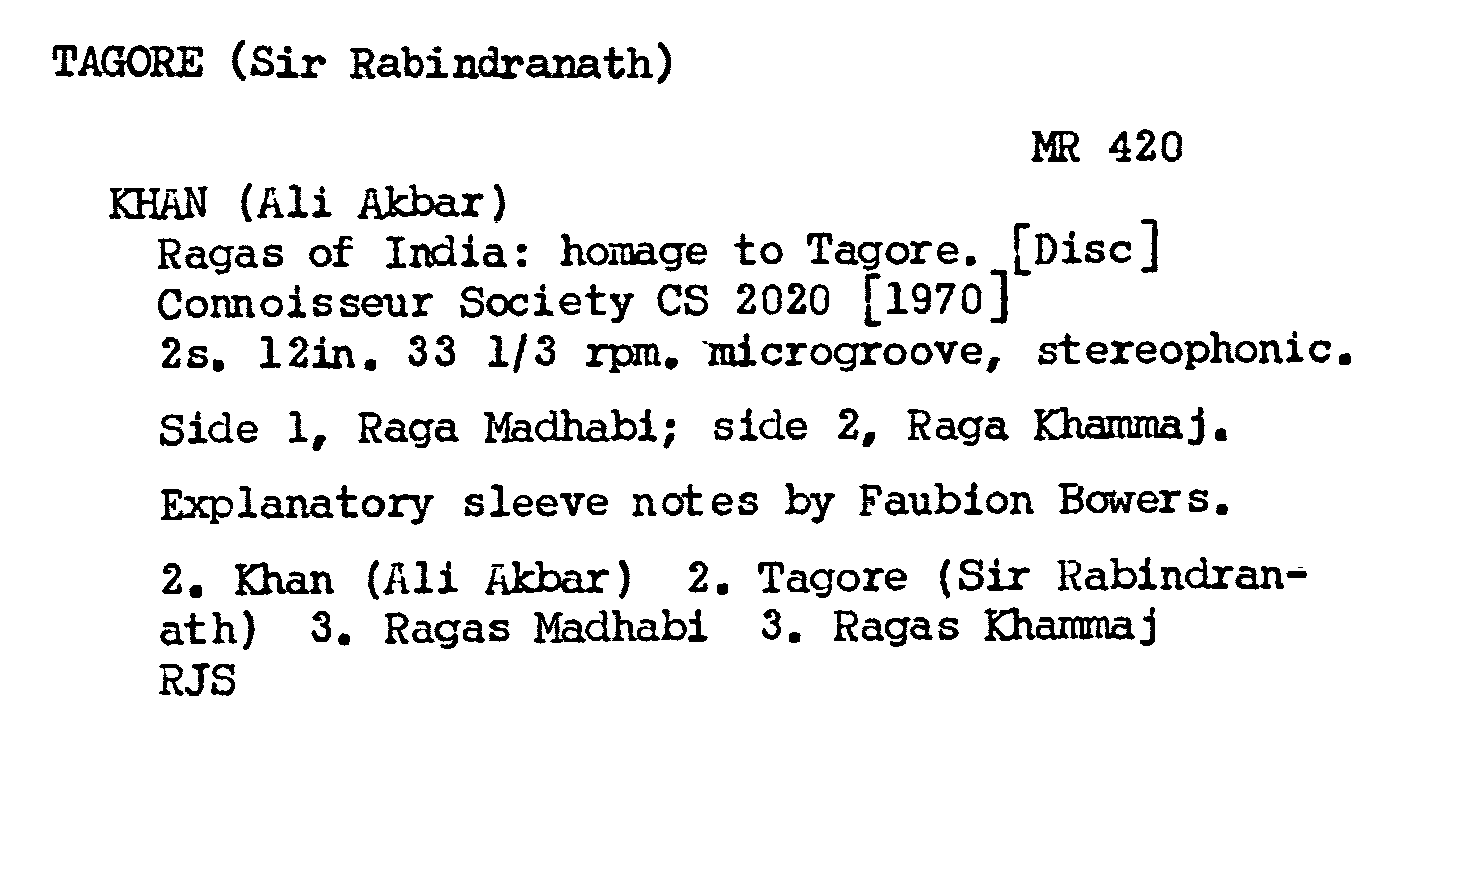 TAGORE (Sir Rabindranath)
MR 420
KHAN (Ali Akbar)
Ragas of India: homage to Tagore. [Disc]
Connoisseur Society CS 2020 [1970]
2s. 12in. 33 1/3 rpm. microgroove, stereophonic.
Side 1, Raga Madhabi; side 2, Raga Khammaj.
Explanatory sleeve notes by Faubion Bowers.
2. Khan (Ali Akbar) 2. Tagore (Sir Rabindran-
ath) 3. Ragas Madhabi 3. Ragas Khammaj
RJS